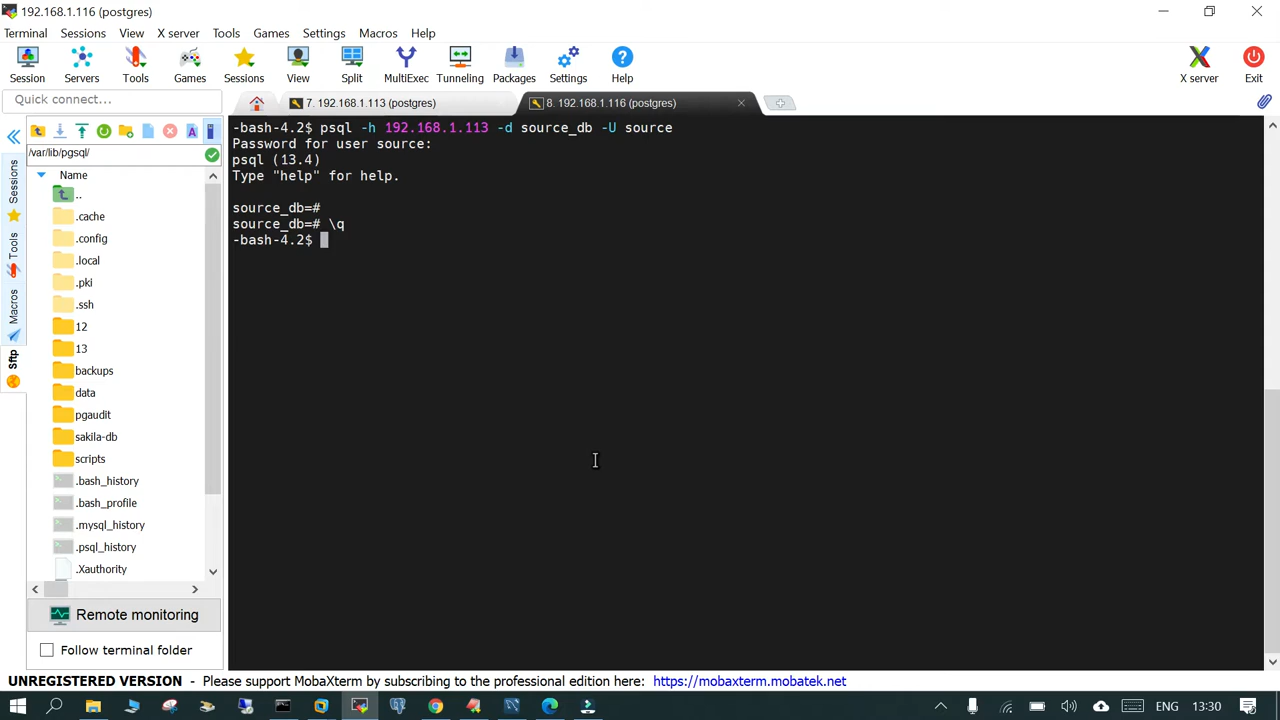 192.168.1.116 (postgres)
Terminal Sessions View X server Tools Games Settings Macros Help
Session Servers Tools Games Sessions View Split MultiExec Tunneling Packages Settings Help X server Exit
Quick connect...
7. 192.168.1.113 (postgres)
8. 192.168.1.116 (postgres)
Sessions
Tools
Macros
Sftp
/var/lib/pgsql/
Name
..
.cache
.config
.local
.pki
.ssh
12
13
backups
data
pgaudit
sakila-db
scripts
.bash_history
.bash_profile
.mysql_history
.psql_history
.Xauthority
Remote monitoring
Follow terminal folder
-bash-4.2$ psql -h 192.168.1.113 -d source_db -U source
Password for user source:
psql (13.4)
Type "help" for help.
source_db=#
source_db=# \q
-bash-4.2$
UNREGISTERED VERSION - Please support MobaXterm by subscribing to the professional edition here: https://mobaxterm.mobatek.net
ENG 13:30